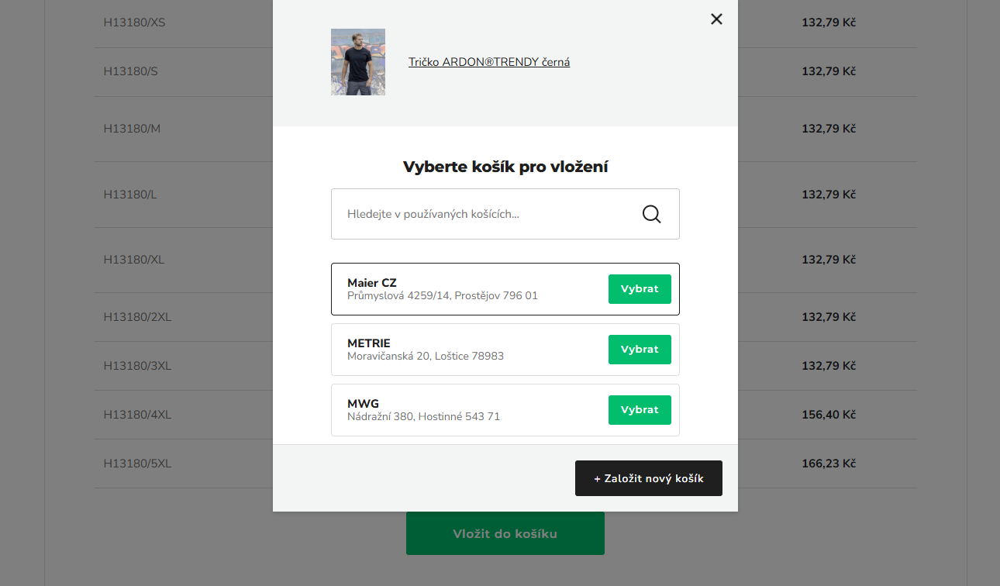 H13180/XS 132,79 Kč
Tričko ARDON®TRENDY černá
H13180/S 132,79 Kč
H13180/M 132,79 Kč
Vyberte košík pro vložení
H13180/L 132,79 Kč
Hledejte v používaných košících...
H13180/XL 132,79 Kč
Maier CZ
Průmyslová 4259/14, Prostějov 796 01
Vybrat
H13180/2XL 132,79 Kč
METRIE
Moravičanská 20, Loštice 78983
Vybrat
H13180/3XL 132,79 Kč
MWG
Nádražní 380, Hostinné 543 71
Vybrat
H13180/4XL 156,40 Kč
H13180/5XL 166,23 Kč
+ Založit nový košík
Vložit do košíku